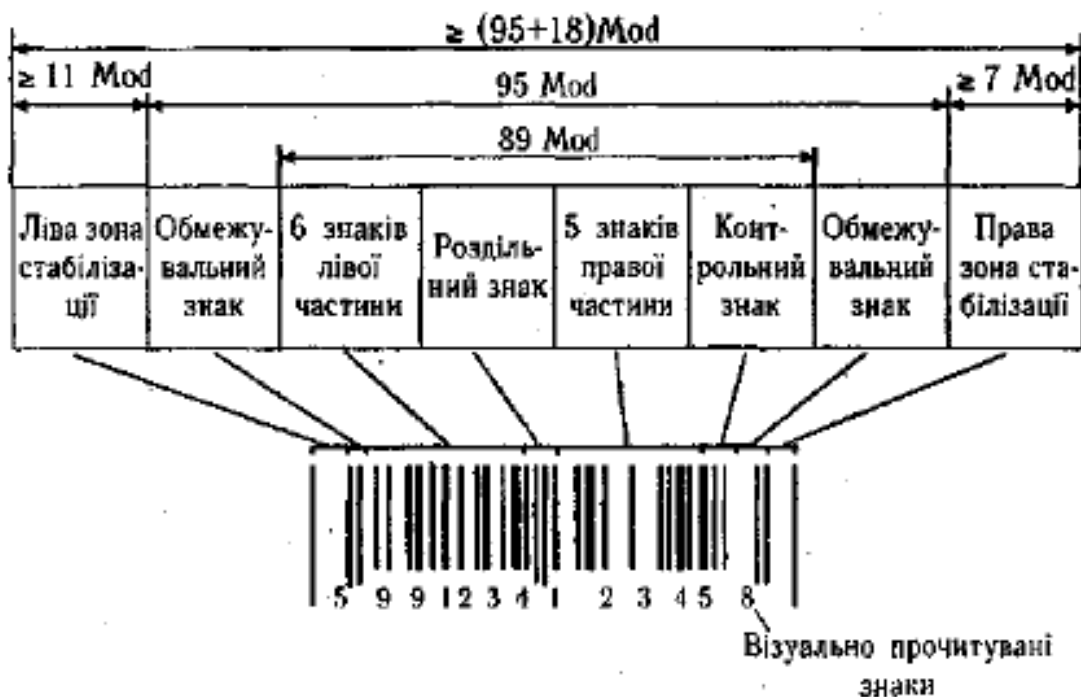 ≥ (95+18)Mod
≥ 11 Mod
95 Mod
≥ 7 Mod
89 Mod
Ліва зона
стабіліза-
ції
Обмежу-
вальний
знак
6 знаків
лівої
частини
Розділь-
ний знак
5 знаків
правої
частини
Конт-
рольний
знак
Обмежу-
вальний
знак
Права
зона ста-
білізації
5 9 9 1 2 3 4 1 2 3 4 5 8
Візуально прочитувані
знаки